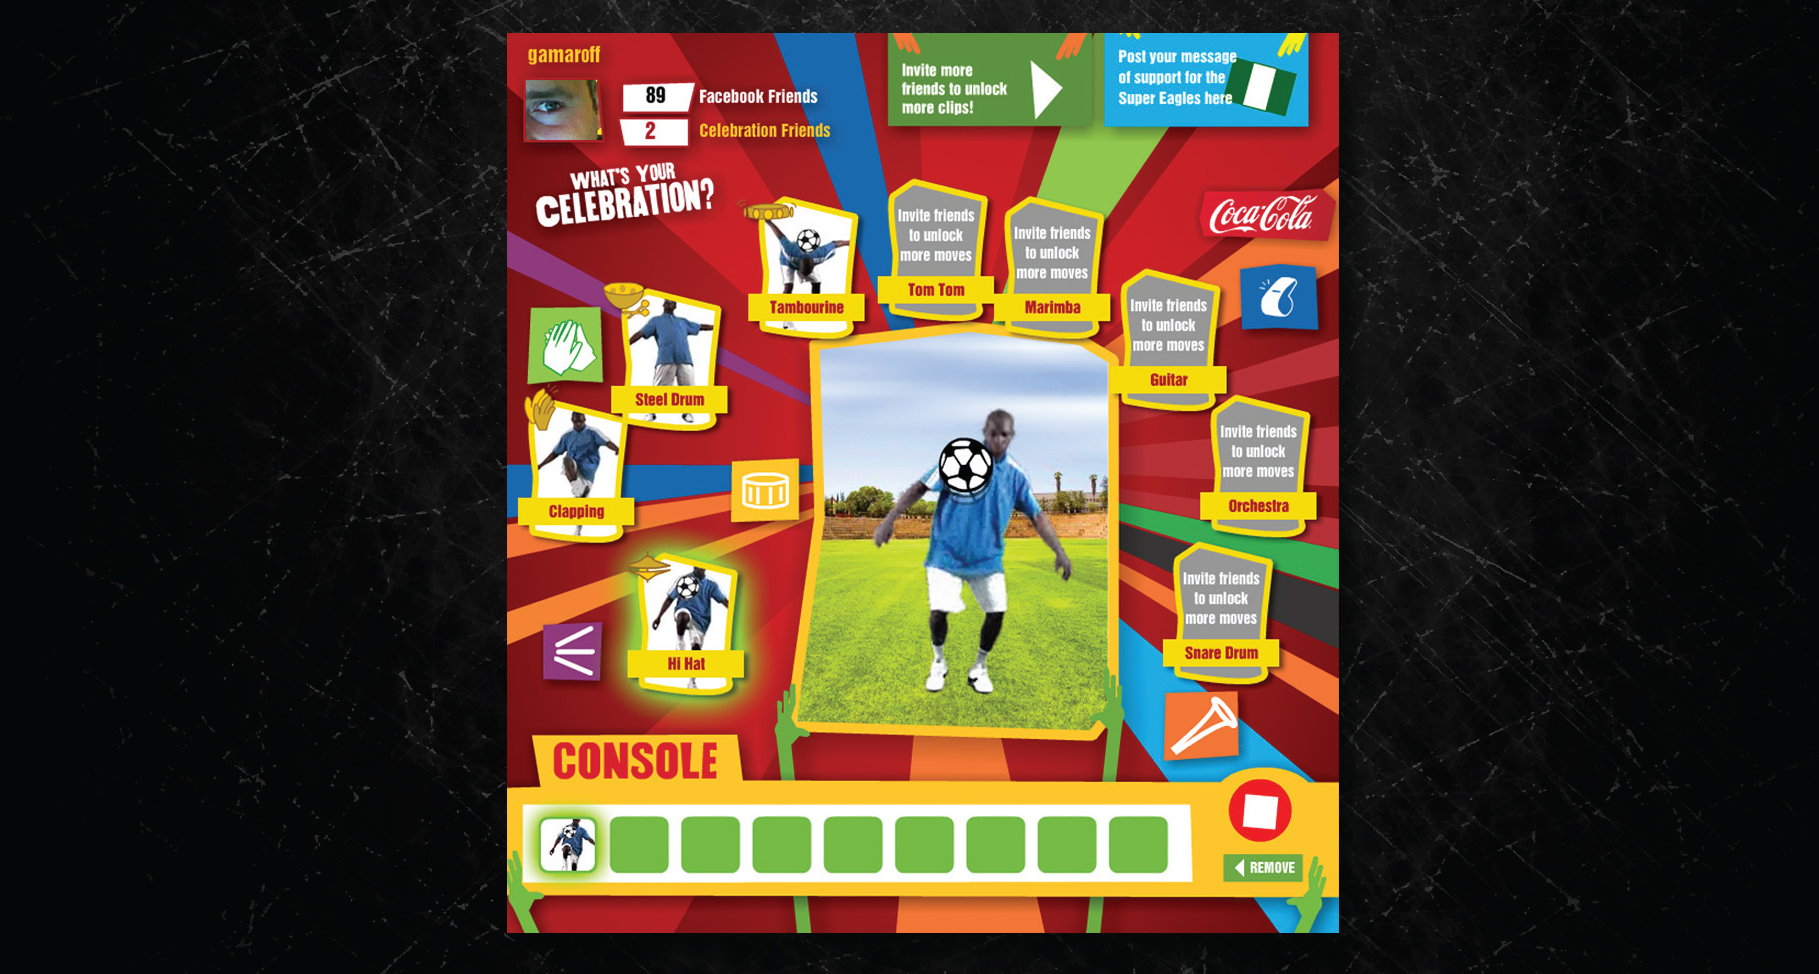 gamaroff
89 Facebook Friends
2 Celebration Friends
Invite more
friends to unlock
more clips!
Post your message
of support for the
Super Eagles here
WHAT'S YOUR
CELEBRATION?
Coca-Cola
Tambourine
Invite friends
to unlock
more moves
Tom Tom
Invite friends
to unlock
more moves
Marimba
Invite friends
to unlock
more moves
Guitar
Steel Drum
Clapping
Invite friends
to unlock
more moves
Orchestra
Hi Hat
Invite friends
to unlock
more moves
Snare Drum
CONSOLE
REMOVE